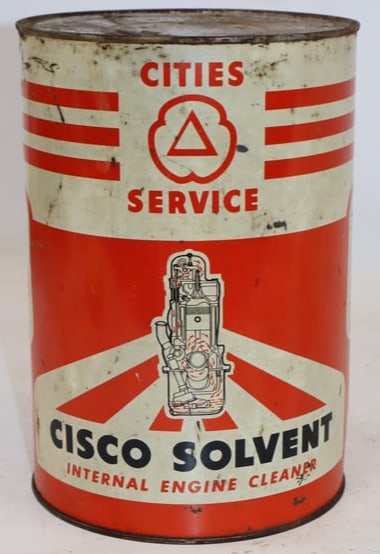 CITIES
SERVICE
CISCO SOLVENT
INTERNAL ENGINE CLEANER